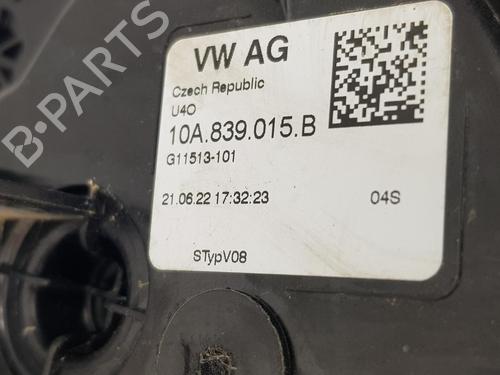 B-PARTS
VW AG
Czech Republic
U4O
10A.839.015.B
G11513-101
21.06.22 17:32:23 04S
STypV08